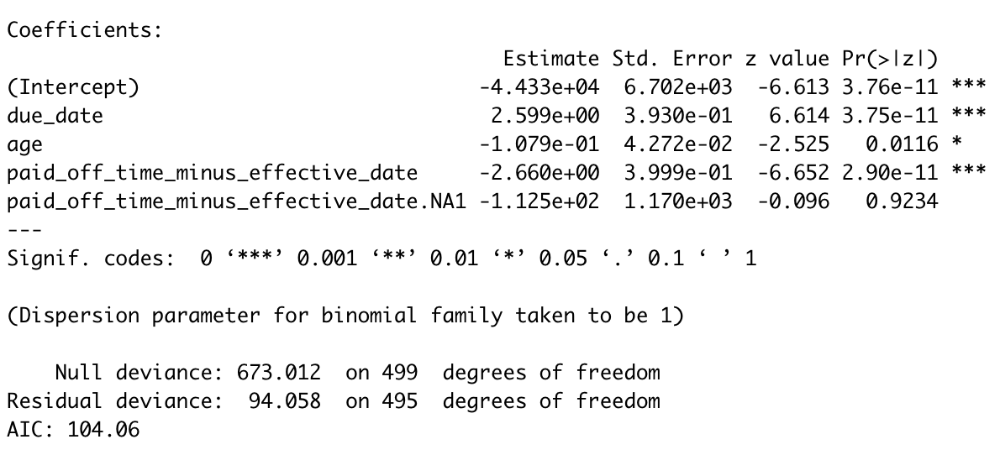 Coefficients:
Estimate Std. Error z value Pr(>|z|)
(Intercept) -4.433e+04 6.702e+03 -6.613 3.76e-11 ***
due_date 2.599e+00 3.930e-01 6.614 3.75e-11 ***
age -1.079e-01 4.272e-02 -2.525 0.0116 *
paid_off_time_minus_effective_date -2.660e+00 3.999e-01 -6.652 2.90e-11 ***
paid_off_time_minus_effective_date.NA1 -1.125e+02 1.170e+03 -0.096 0.9234
---
Signif. codes: 0 ‘***’ 0.001 ‘**’ 0.01 ‘*’ 0.05 ‘.’ 0.1 ‘ ’ 1
(Dispersion parameter for binomial family taken to be 1)
Null deviance: 673.012 on 499 degrees of freedom
Residual deviance: 94.058 on 495 degrees of freedom
AIC: 104.06